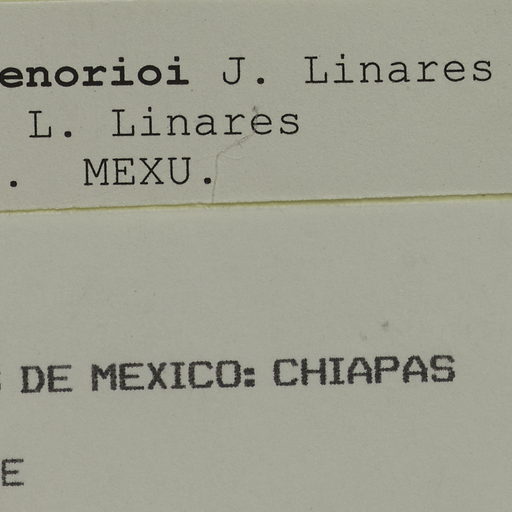 enorioi J. Linares
L. Linares
. MEXU.
DE MEXICO: CHIAPAS
E